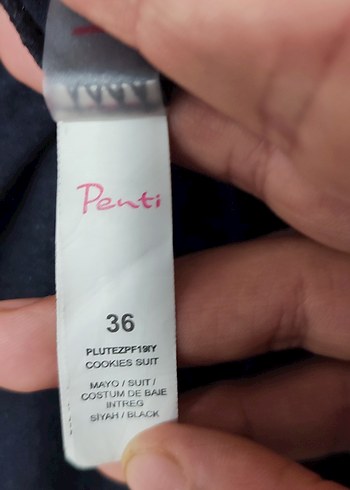 Penti
36
PLUTEZPF19IY
COOKIES SUIT
MAYO / SUIT /
COSTUM DE BAIE
INTREG
SIYAH / BLACK